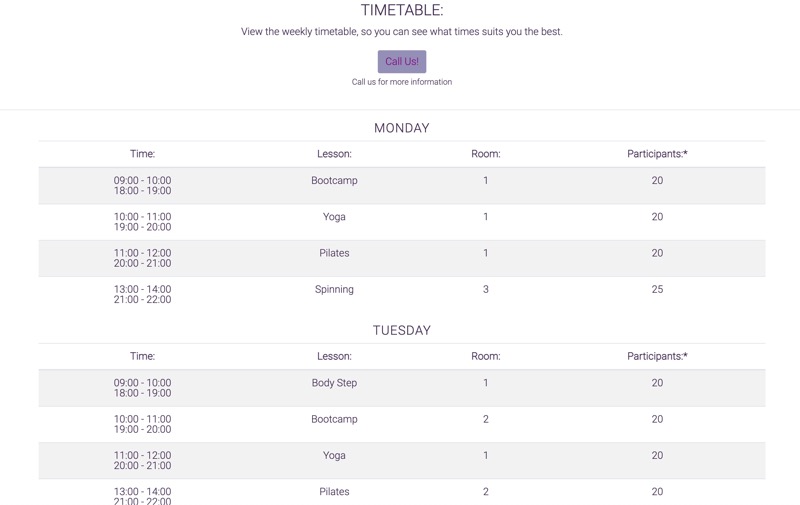 TIMETABLE:
View the weekly timetable, so you can see what times suits you the best.
Call Us!
Call us for more information
MONDAY
Time: Lesson: Room: Participants:*
09:00 - 10:00 Bootcamp 1 20
18:00 - 19:00
10:00 - 11:00 Yoga 1 20
19:00 - 20:00
11:00 - 12:00 Pilates 1 20
20:00 - 21:00
13:00 - 14:00 Spinning 3 25
21:00 - 22:00
TUESDAY
Time: Lesson: Room: Participants:*
09:00 - 10:00 Body Step 1 20
18:00 - 19:00
10:00 - 11:00 Bootcamp 2 20
19:00 - 20:00
11:00 - 12:00 Yoga 1 20
20:00 - 21:00
13:00 - 14:00 Pilates 2 20
21:00 - 22:00